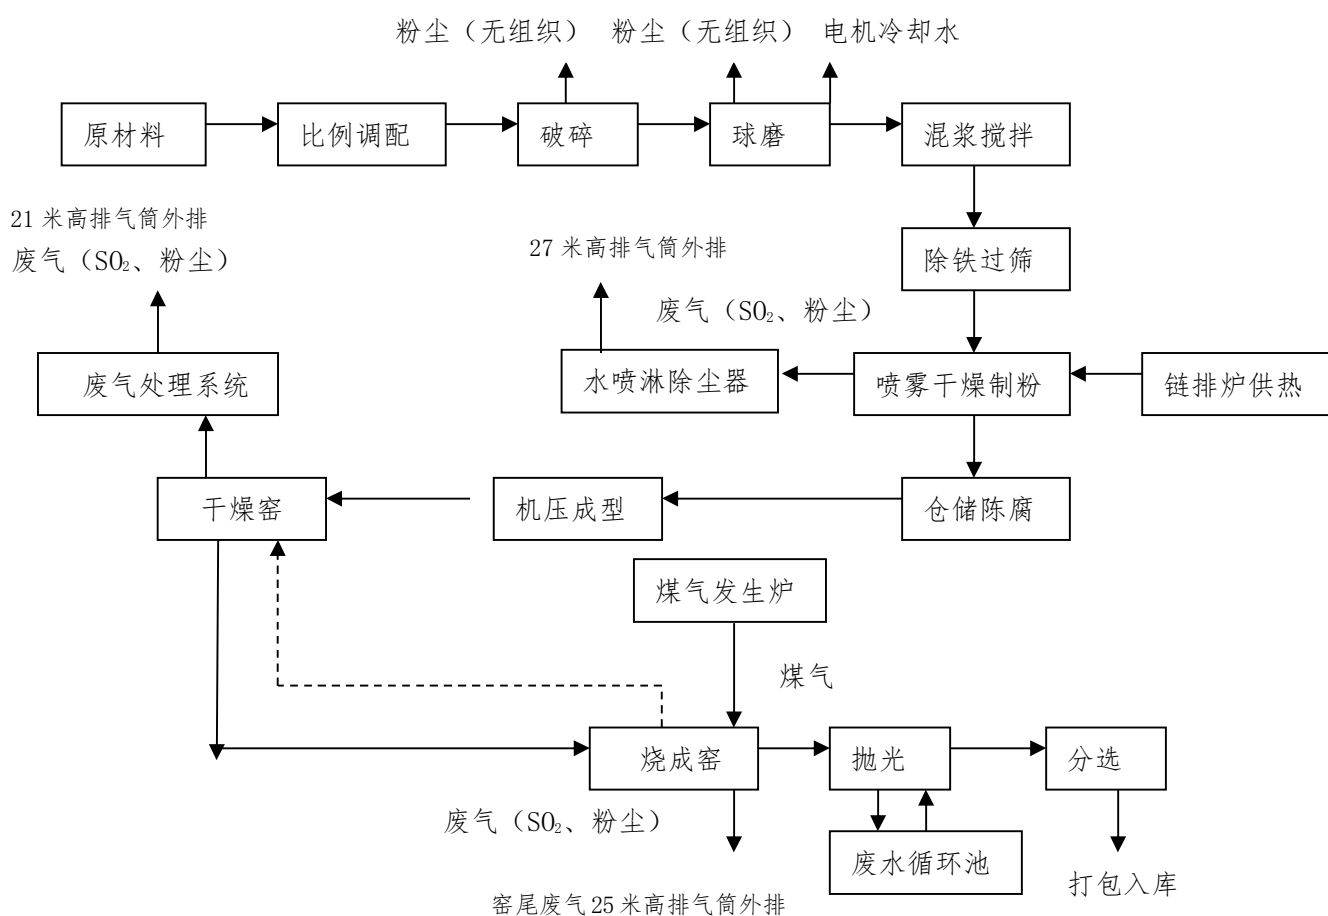 粉尘（无组织） 粉尘（无组织） 电机冷却水
原材料 比例调配 破碎 球磨 混浆搅拌
21 米高排气筒外排
废气（SO₂、粉尘）
27 米高排气筒外排
除铁过筛
废气（SO₂、粉尘）
废气处理系统 水喷淋除尘器 喷雾干燥制粉 链排炉供热
干燥窑 机压成型 仓储陈腐
煤气发生炉
煤气
烧成窑 抛光 分选
废气（SO₂、粉尘）
废水循环池
打包入库
窑尾废气 25 米高排气筒外排